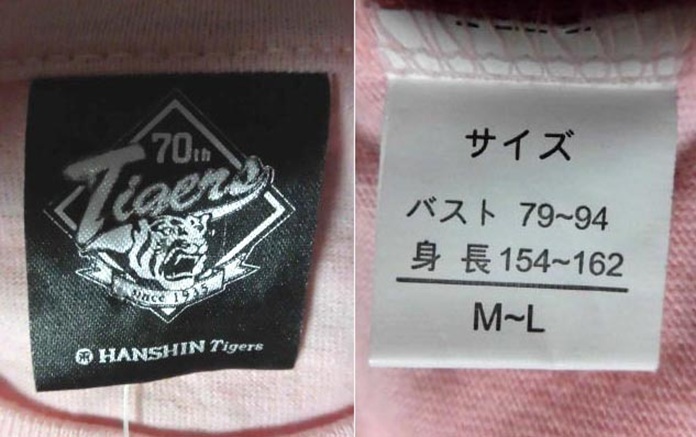 70th
Tigers
Since 1935
HANSHIN Tigers
サイズ
バスト 79~94
身 長 154~162
M~L